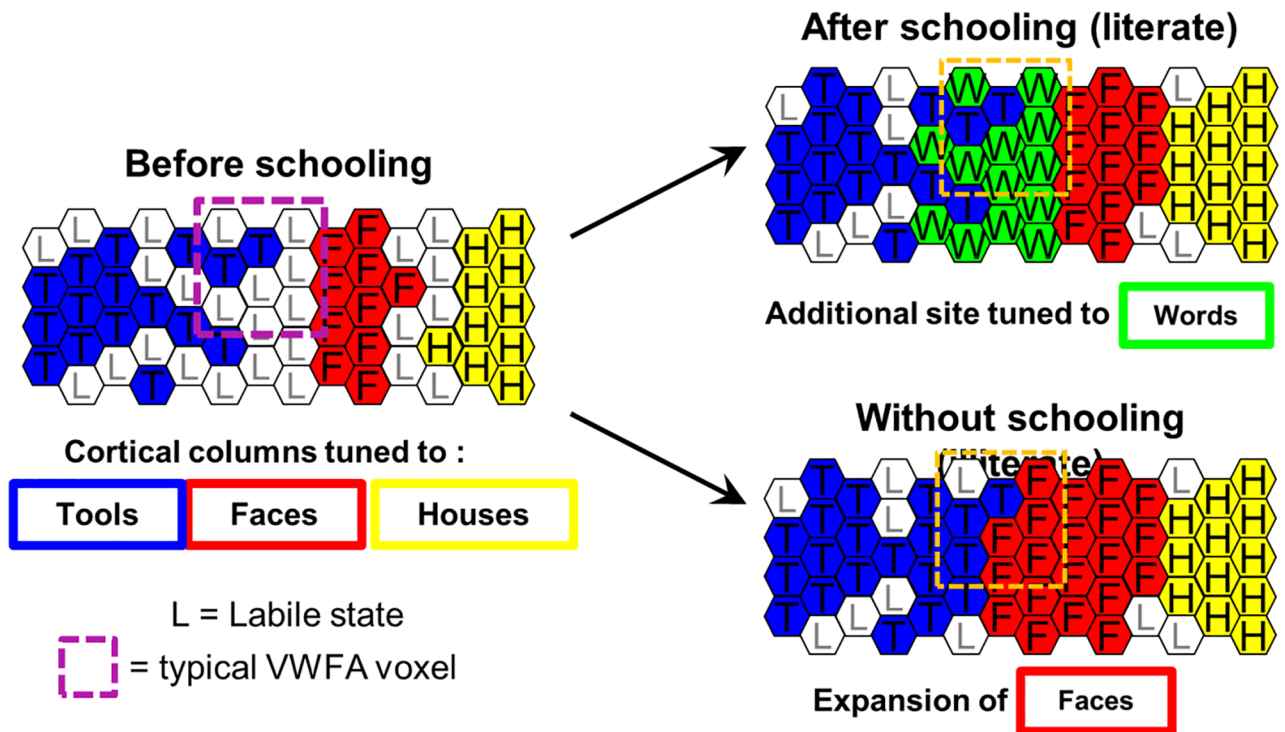 After schooling (literate)
Before schooling
Additional site tuned to Words
Without schooling
(illiterate)
Cortical columns tuned to :
Tools
Faces
Houses
L = Labile state
= typical VWFA voxel
Expansion of Faces